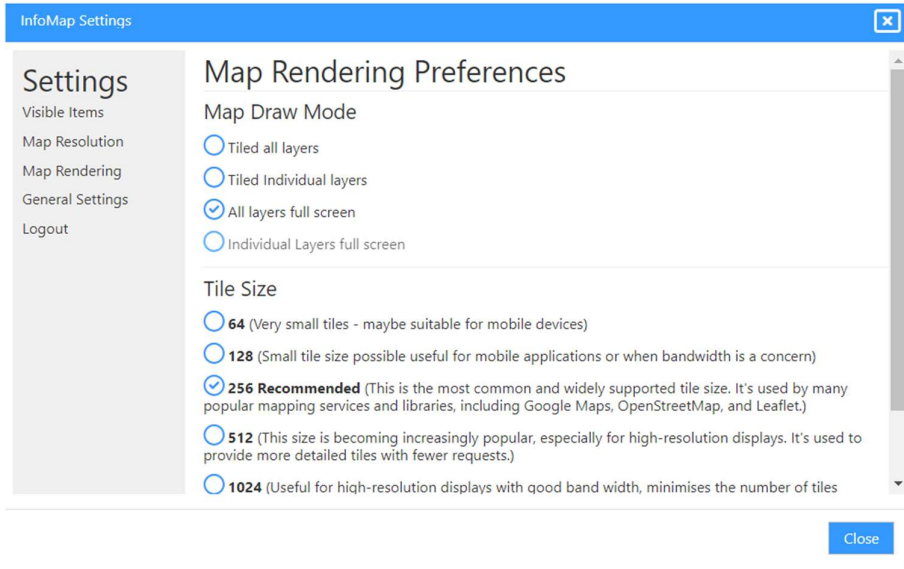 InfoMap Settings
Settings
Visible Items
Map Resolution
Map Rendering
General Settings
Logout
Map Rendering Preferences
Map Draw Mode
Tiled all layers
Tiled Individual layers
All layers full screen
Individual Layers full screen
Tile Size
64 (Very small tiles - maybe suitable for mobile devices)
128 (Small tile size possible useful for mobile applications or when bandwidth is a concern)
256 Recommended (This is the most common and widely supported tile size. It's used by many
popular mapping services and libraries, including Google Maps, OpenStreetMap, and Leaflet.)
512 (This size is becoming increasingly popular, especially for high-resolution displays. It's used to
provide more detailed tiles with fewer requests.)
1024 (Useful for high-resolution displays with good band width, minimises the number of tiles
Close